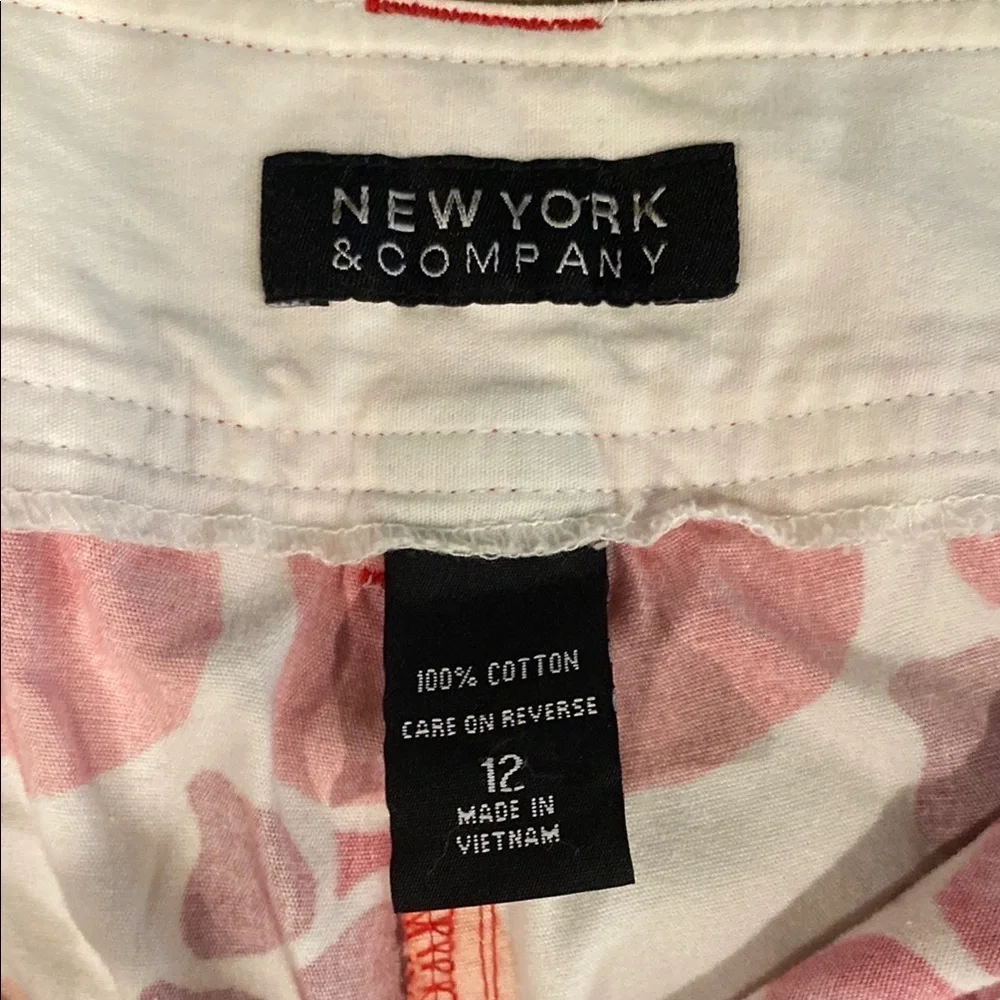 NEW YORK
& COMPANY
100% COTTON
CARE ON REVERSE
12
MADE IN
VIETNAM